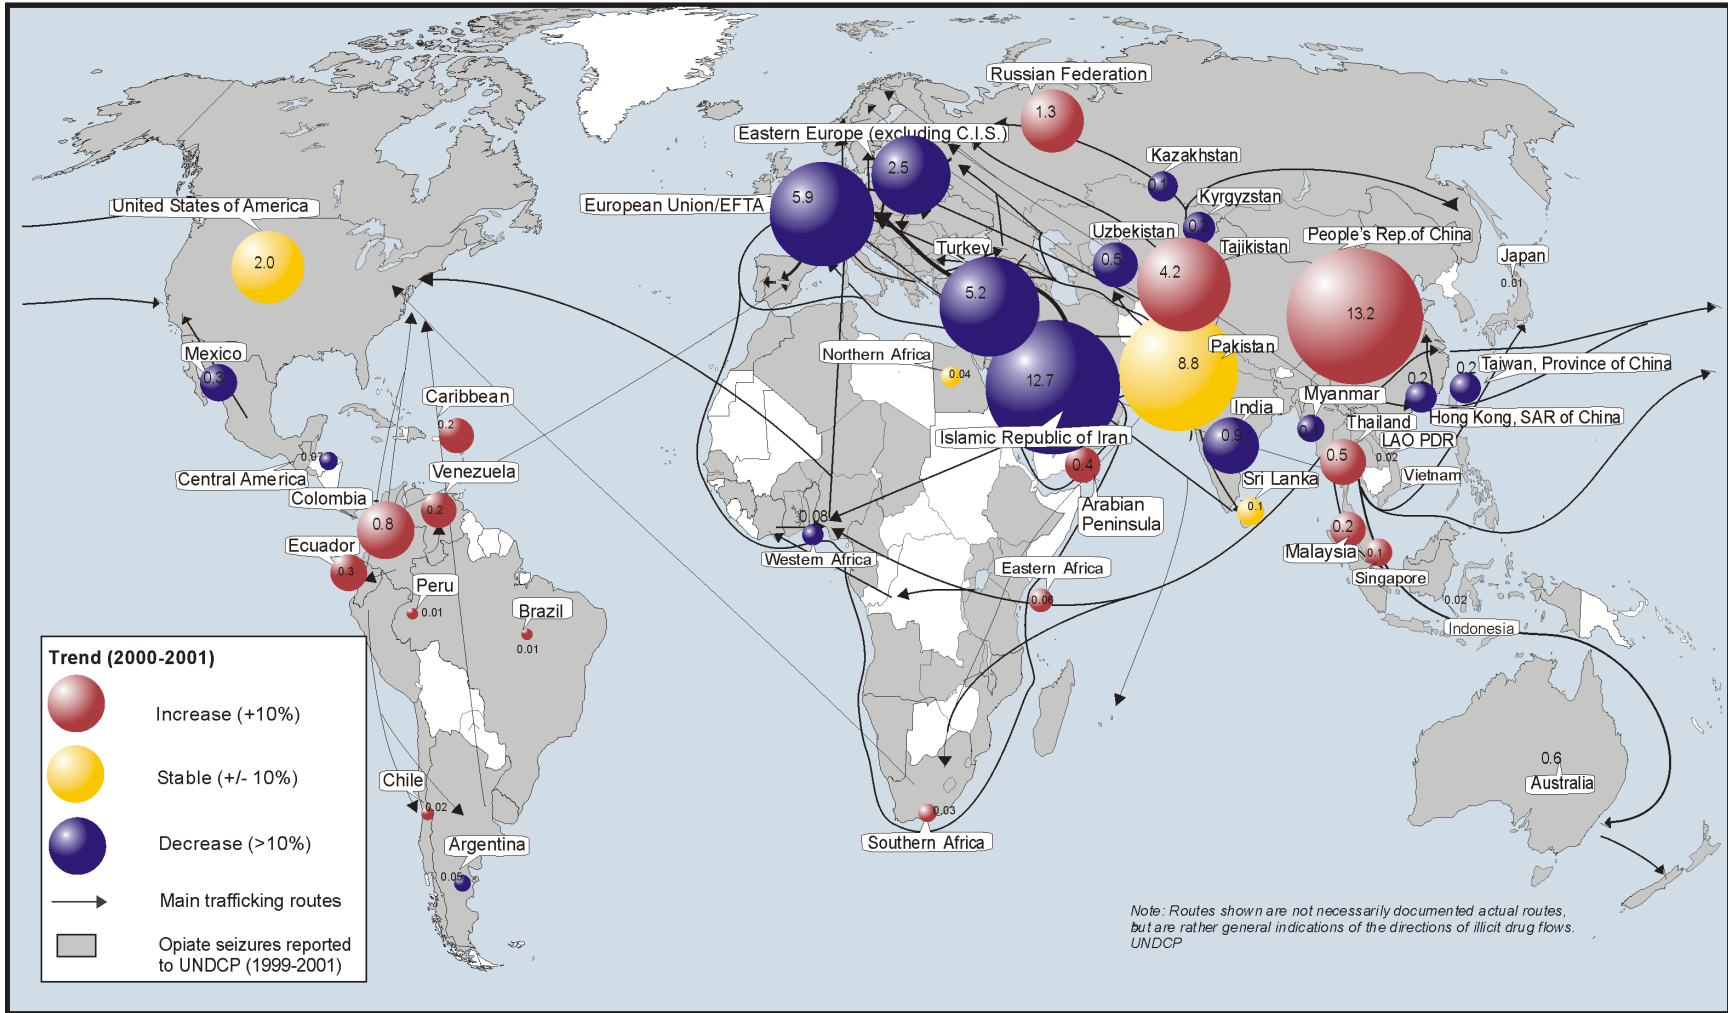 Russian Federation
1.3
Eastern Europe (excluding C.I.S.)
2.5
Kazakhstan
0.1
European Union/EFTA
5.9
Kyrgyzstan
0.2
United States of America
2.0
Uzbekistan
0.5
Turkey
5.2
Tajikistan
4.2
People's Rep.of China
13.2
Japan
0.01
Mexico
0.3
Northern Africa
0.04
Pakistan
8.8
Taiwan, Province of China
0.2
Hong Kong, SAR of China
0.2
Caribbean
0.2
Islamic Republic of Iran
12.7
India
0.9
Myanmar
Thailand
0.5
LAO PDR
0.02
Vietnam
Central America
0.07
Venezuela
0.2
Colombia
0.8
Arabian
Peninsula
0.4
Sri Lanka
0.1
Ecuador
0.3
Western Africa
0.08
Eastern Africa
0.06
Malaysia
0.2
Singapore
0.1
Indonesia
0.02
Peru
0.01
Brazil
0.01
Chile
0.02
Argentina
0.05
Southern Africa
0.03
0.6
Australia
Trend (2000-2001)
Increase (+10%)
Stable (+/- 10%)
Decrease (>10%)
Main trafficking routes
Opiate seizures reported
to UNDCP (1999-2001)
Note: Routes shown are not necessarily documented actual routes,
but are rather general indications of the directions of illicit drug flows.
UNDCP